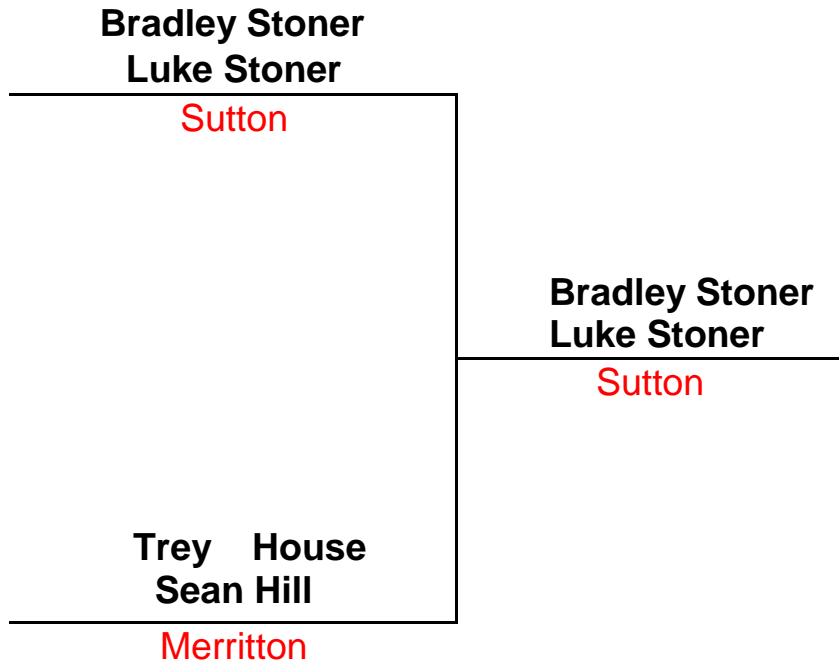 Bradley Stoner
Luke Stoner
Sutton
Bradley Stoner
Luke Stoner
Sutton
Trey House
Sean Hill
Merritton